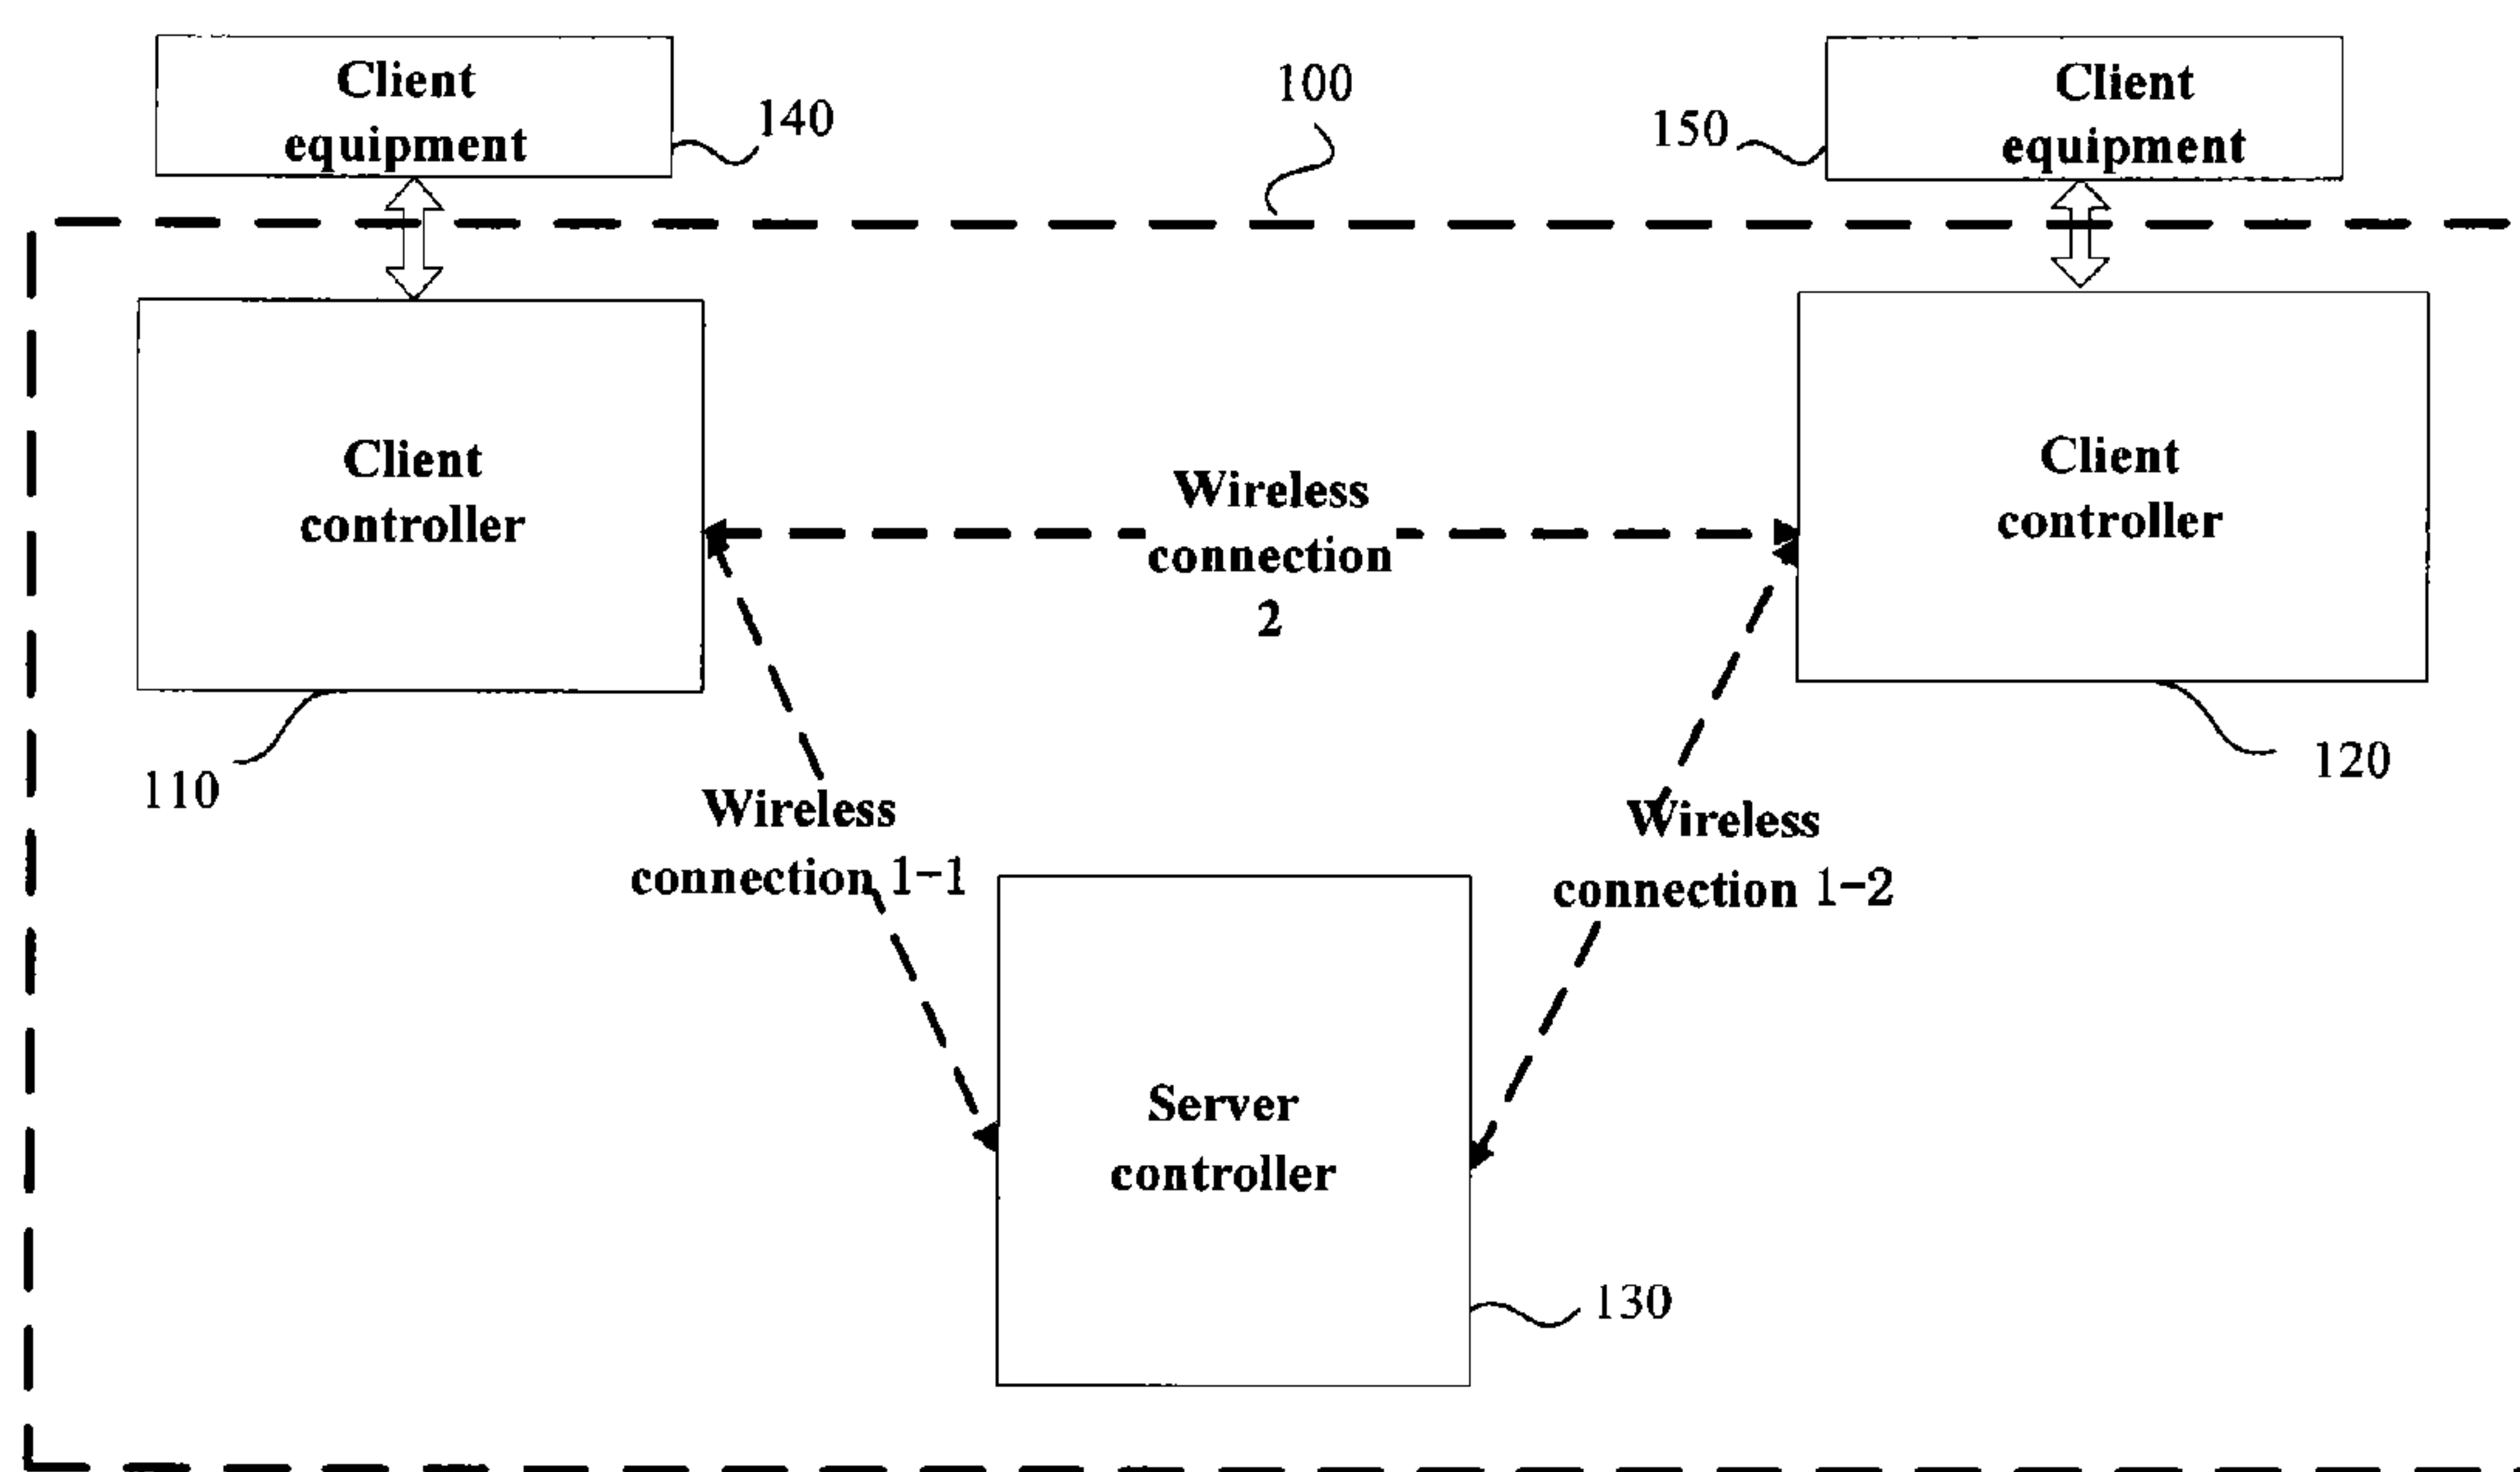 Client
equipment
140
100
150
Client
equipment
Client
controller
110
Wireless
connection
2
Client
controller
120
Wireless
connection 1-1
Wireless
connection 1-2
Server
controller
130